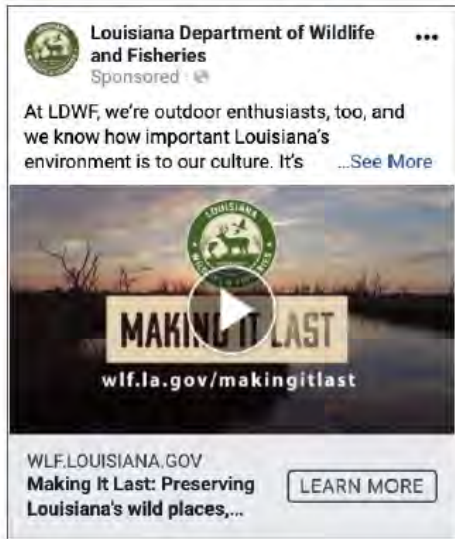 Louisiana Department of Wildlife
and Fisheries
Sponsored
At LDWF, we're outdoor enthusiasts, too, and
we know how important Louisiana's
environment is to our culture. It's ...See More
LOUISIANA
WILDLIFE & FISHERIES
MAKING IT LAST
wlf.la.gov/makingitlast
WLF.LOUISIANA.GOV
Making It Last: Preserving
Louisiana's wild places,...
LEARN MORE